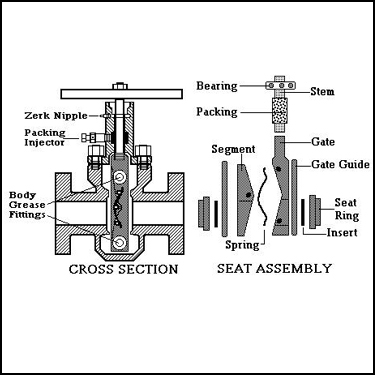 Zerk Nipple
Packing
Injector
Body
Grease
Fittings
CROSS SECTION
Bearing
Stem
Packing
Gate
Segment
Gate Guide
Seat
Ring
Insert
Spring
SEAT ASSEMBLY